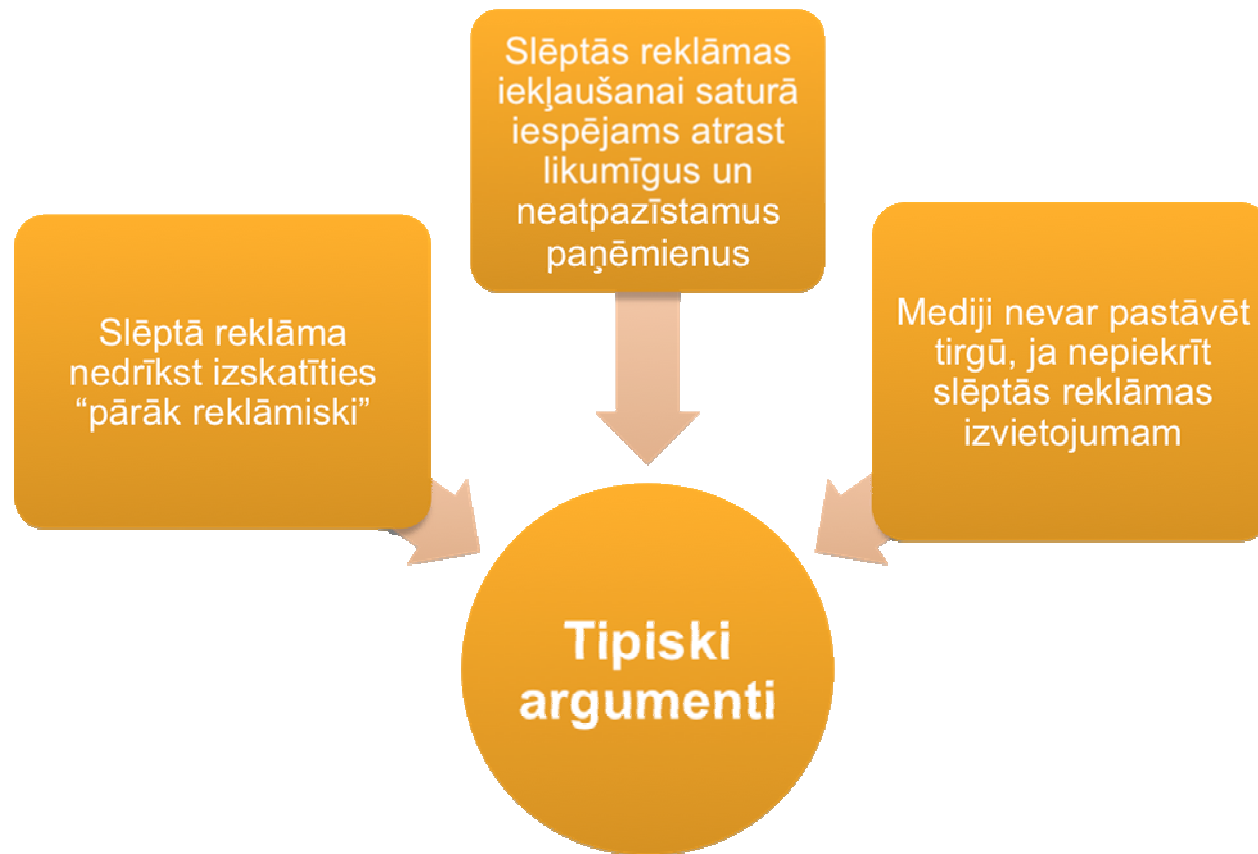 Slēptās reklāmas
iekļaušanai saturā
iespējams atrast
likumīgus un
neatpazīstamus
paņēmienus
Slēptā reklāma
nedrīkst izskatīties
“pārāk reklāmiski”
Mediji nevar pastāvēt
tirgū, ja nepiekrīt
slēptās reklāmas
izvietojumam
Tipiski
argumenti